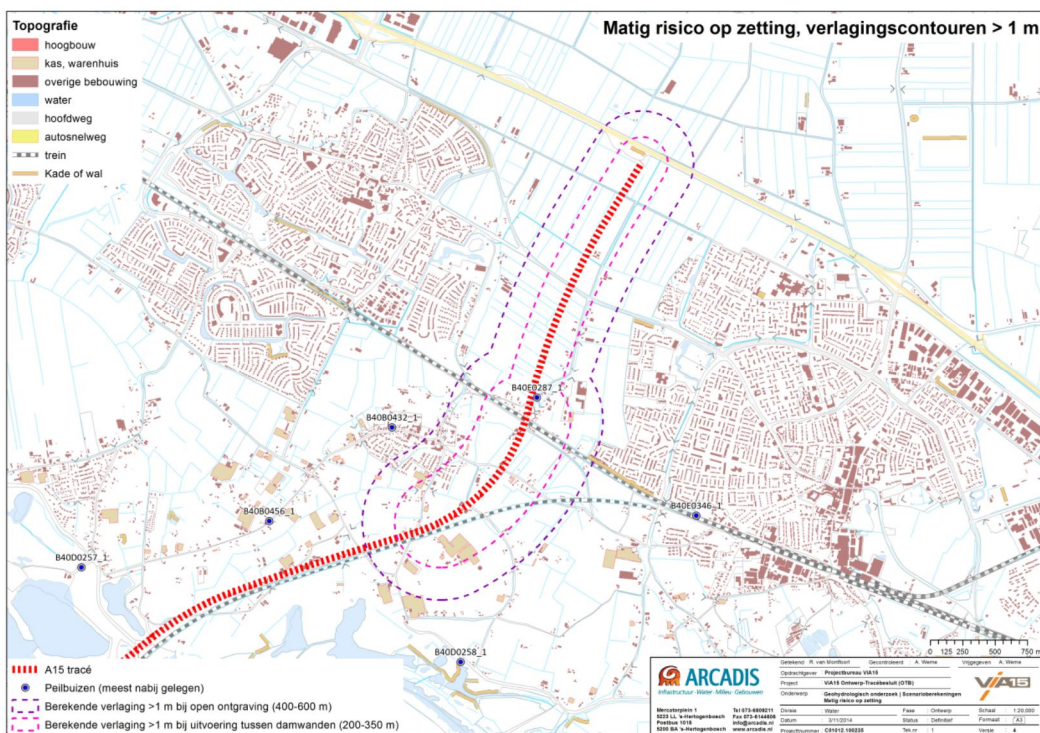 Topografie
hoogbouw
kas, warenhuis
overige bebouwing
water
hoofdweg
autosnelweg
trein
Kade of wal
Matig risico op zetting, verlagingscontouren > 1 m
B40E0287_1
B40B0432_1
B40B0456_1
B40E0346_1
B40D0257_1
B40D0258_1
A15 tracé
Peilbuizen (meest nabij gelegen)
Berekende verlaging >1 m bij open ontgraving (400-600 m)
Berekende verlaging >1 m bij uitvoering tussen damwanden (200-350 m)
0 125 250 500 750 m
ARCADIS
Infrastructuur · Water · Milieu · Gebouwen
Mercatorplein 1 Tel 073-6809211
5223 LL 's-Hertogenbosch Fax 073-6144606
Postbus 1018 info@arcadis.nl
5200 BA 's-Hertogenbosch www.arcadis.nl
Getekend R. van Montfoort Gecontroleerd A. Wema Vrijgegeven A. Wema
Opdrachtgever Projectbureau ViA15
Project ViA15 Ontwerp-Tracébesluit (OTB)
Onderwerp Geohydrologisch onderzoek | Scenarioberekeningen
Matig risico op zetting
ViA15
Divisie Water Fase Ontwerp Schaal 1:20.000
Datum 3/11/2014 Status Definitief Formaat A3
Projectnummer C01012.100235 Tek.nr 1 Versie 4